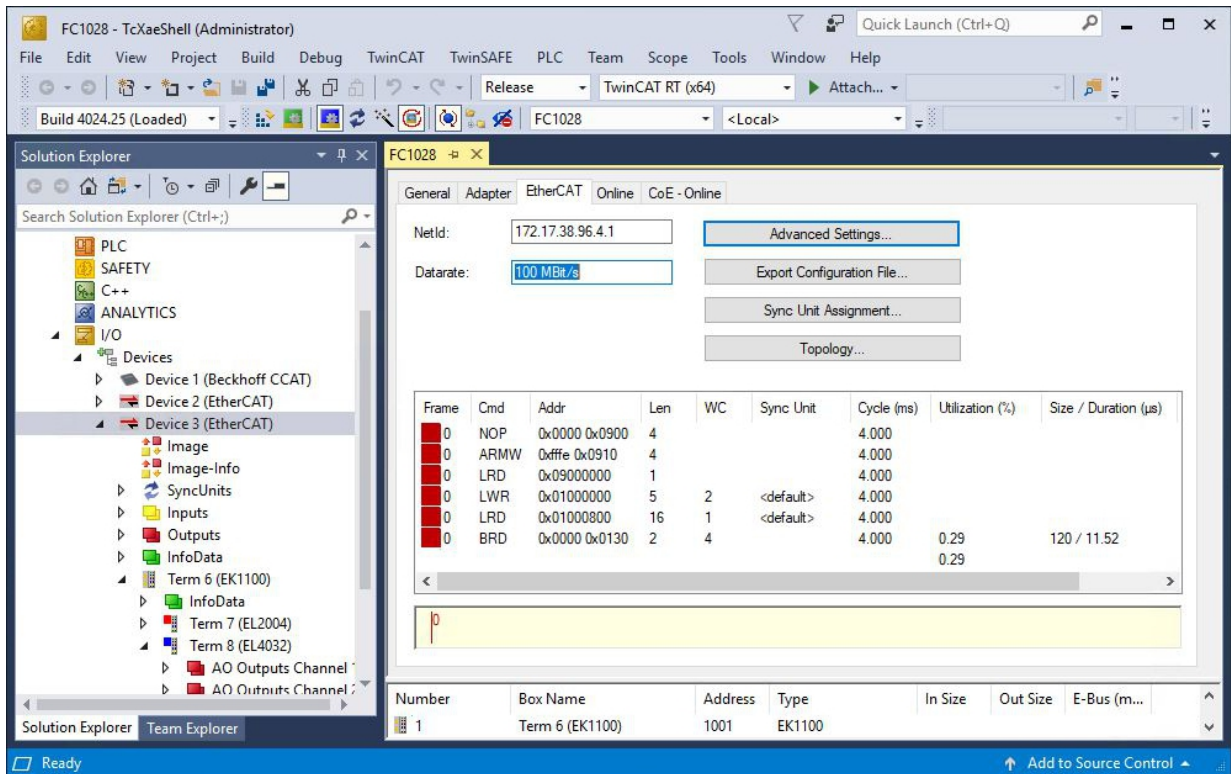 FC1028 - TcXaeShell (Administrator)
Quick Launch (Ctrl+Q)
File Edit View Project Build Debug TwinCAT TwinSAFE PLC Team Scope Tools Window Help
Release TwinCAT RT (x64) Attach...
Build 4024.25 (Loaded) FC1028 <Local>
Solution Explorer
Search Solution Explorer (Ctrl+;)
PLC
SAFETY
C++
ANALYTICS
I/O
Devices
Device 1 (Beckhoff CCAT)
Device 2 (EtherCAT)
Device 3 (EtherCAT)
Image
Image-Info
SyncUnits
Inputs
Outputs
InfoData
Term 6 (EK1100)
InfoData
Term 7 (EL2004)
Term 8 (EL4032)
AO Outputs Channel 1
AO Outputs Channel 2
Solution Explorer Team Explorer
FC1028
General Adapter EtherCAT Online CoE - Online
NetId: 172.17.38.96.4.1 Advanced Settings...
Datarate: 100 MBit/s Export Configuration File...
Sync Unit Assignment...
Topology...
Frame Cmd Addr Len WC Sync Unit Cycle (ms) Utilization (%) Size / Duration (µs)
0 NOP 0x0000 0x0900 4 4.000
0 ARMW 0xfffe 0x0910 4 4.000
0 LRD 0x09000000 1 4.000
0 LWR 0x01000000 5 2 <default> 4.000
0 LRD 0x01000800 16 1 <default> 4.000
0 BRD 0x0000 0x0130 2 4 4.000 0.29 120 / 11.52
0.29
0
Number Box Name Address Type In Size Out Size E-Bus (m...
1 Term 6 (EK1100) 1001 EK1100
Ready Add to Source Control